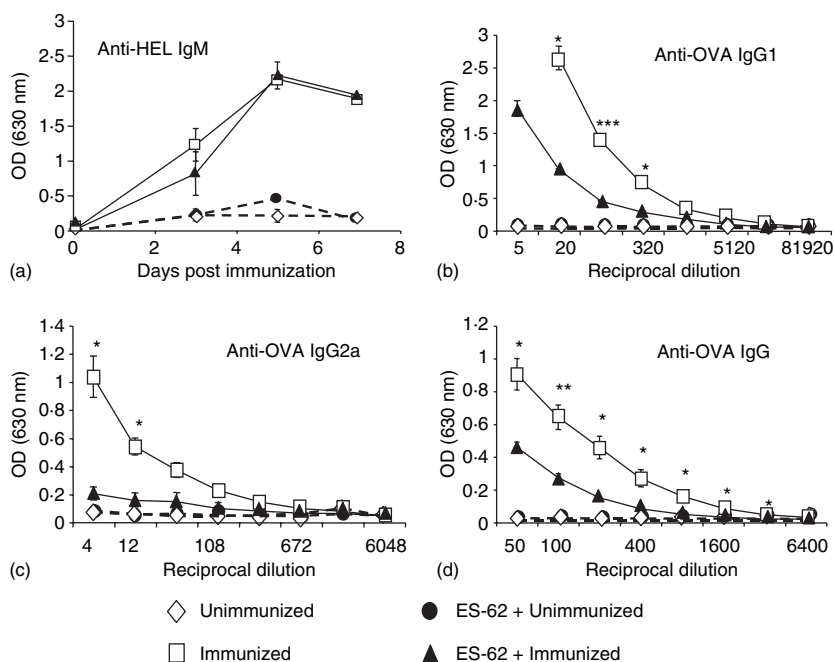 Anti-HEL IgM
OD (630 nm)
2·5
2
1·5
1
0·5
0
0 2 4 6 8
Days post immunization
(a)
*
***
*
Anti-OVA IgG1
OD (630 nm)
3
2·5
2
1·5
1
0·5
0
5 20 320 5120 81920
Reciprocal dilution
(b)
*
*
Anti-OVA IgG2a
OD (630 nm)
1·4
1·2
1
0·8
0·6
0·4
0·2
0
4 12 108 672 6048
Reciprocal dilution
(c)
*
**
*
*
*
*
*
Anti-OVA IgG
OD (630 nm)
1·4
1·2
1
0·8
0·6
0·4
0·2
0
50 100 400 1600 6400
Reciprocal dilution
(d)
Unimmunized
ES-62 + Unimmunized
Immunized
ES-62 + Immunized